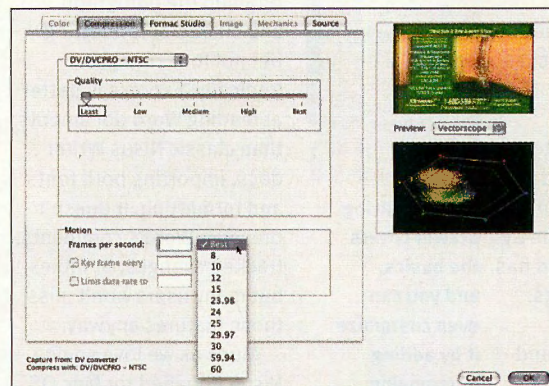 Color Compression Formac Studio Image Mechanics Source
DV/DVCPRO – NTSC
Quality
Least Low Medium High Best
Preview: Vectorscope
Motion
Frames per second:
Best
8
10
12
15
23.98
24
25
29.97
30
59.94
60
Key frame every
Limit data rate to
Capture from: DV converter
Compress with: DV/DVCPRO – NTSC
Cancel OK